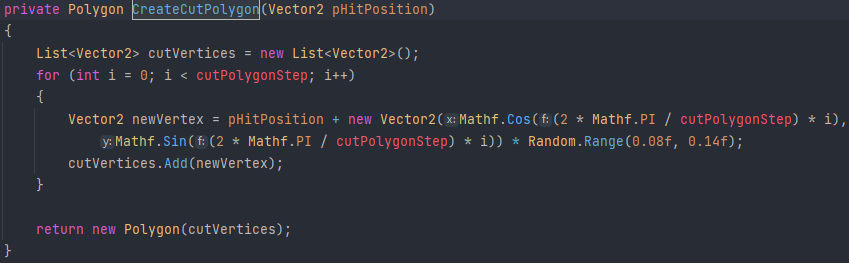 private Polygon CreateCutPolygon(Vector2 pHitPosition)
{
    List<Vector2> cutVertices = new List<Vector2>();
    for (int i = 0; i < cutPolygonStep; i++)
    {
        Vector2 newVertex = pHitPosition + new Vector2(x:Mathf.Cos(f:(2 * Mathf.PI / cutPolygonStep) * i),
            y:Mathf.Sin(f:(2 * Mathf.PI / cutPolygonStep) * i)) * Random.Range(0.08f, 0.14f);
        cutVertices.Add(newVertex);
    }

    return new Polygon(cutVertices);
}